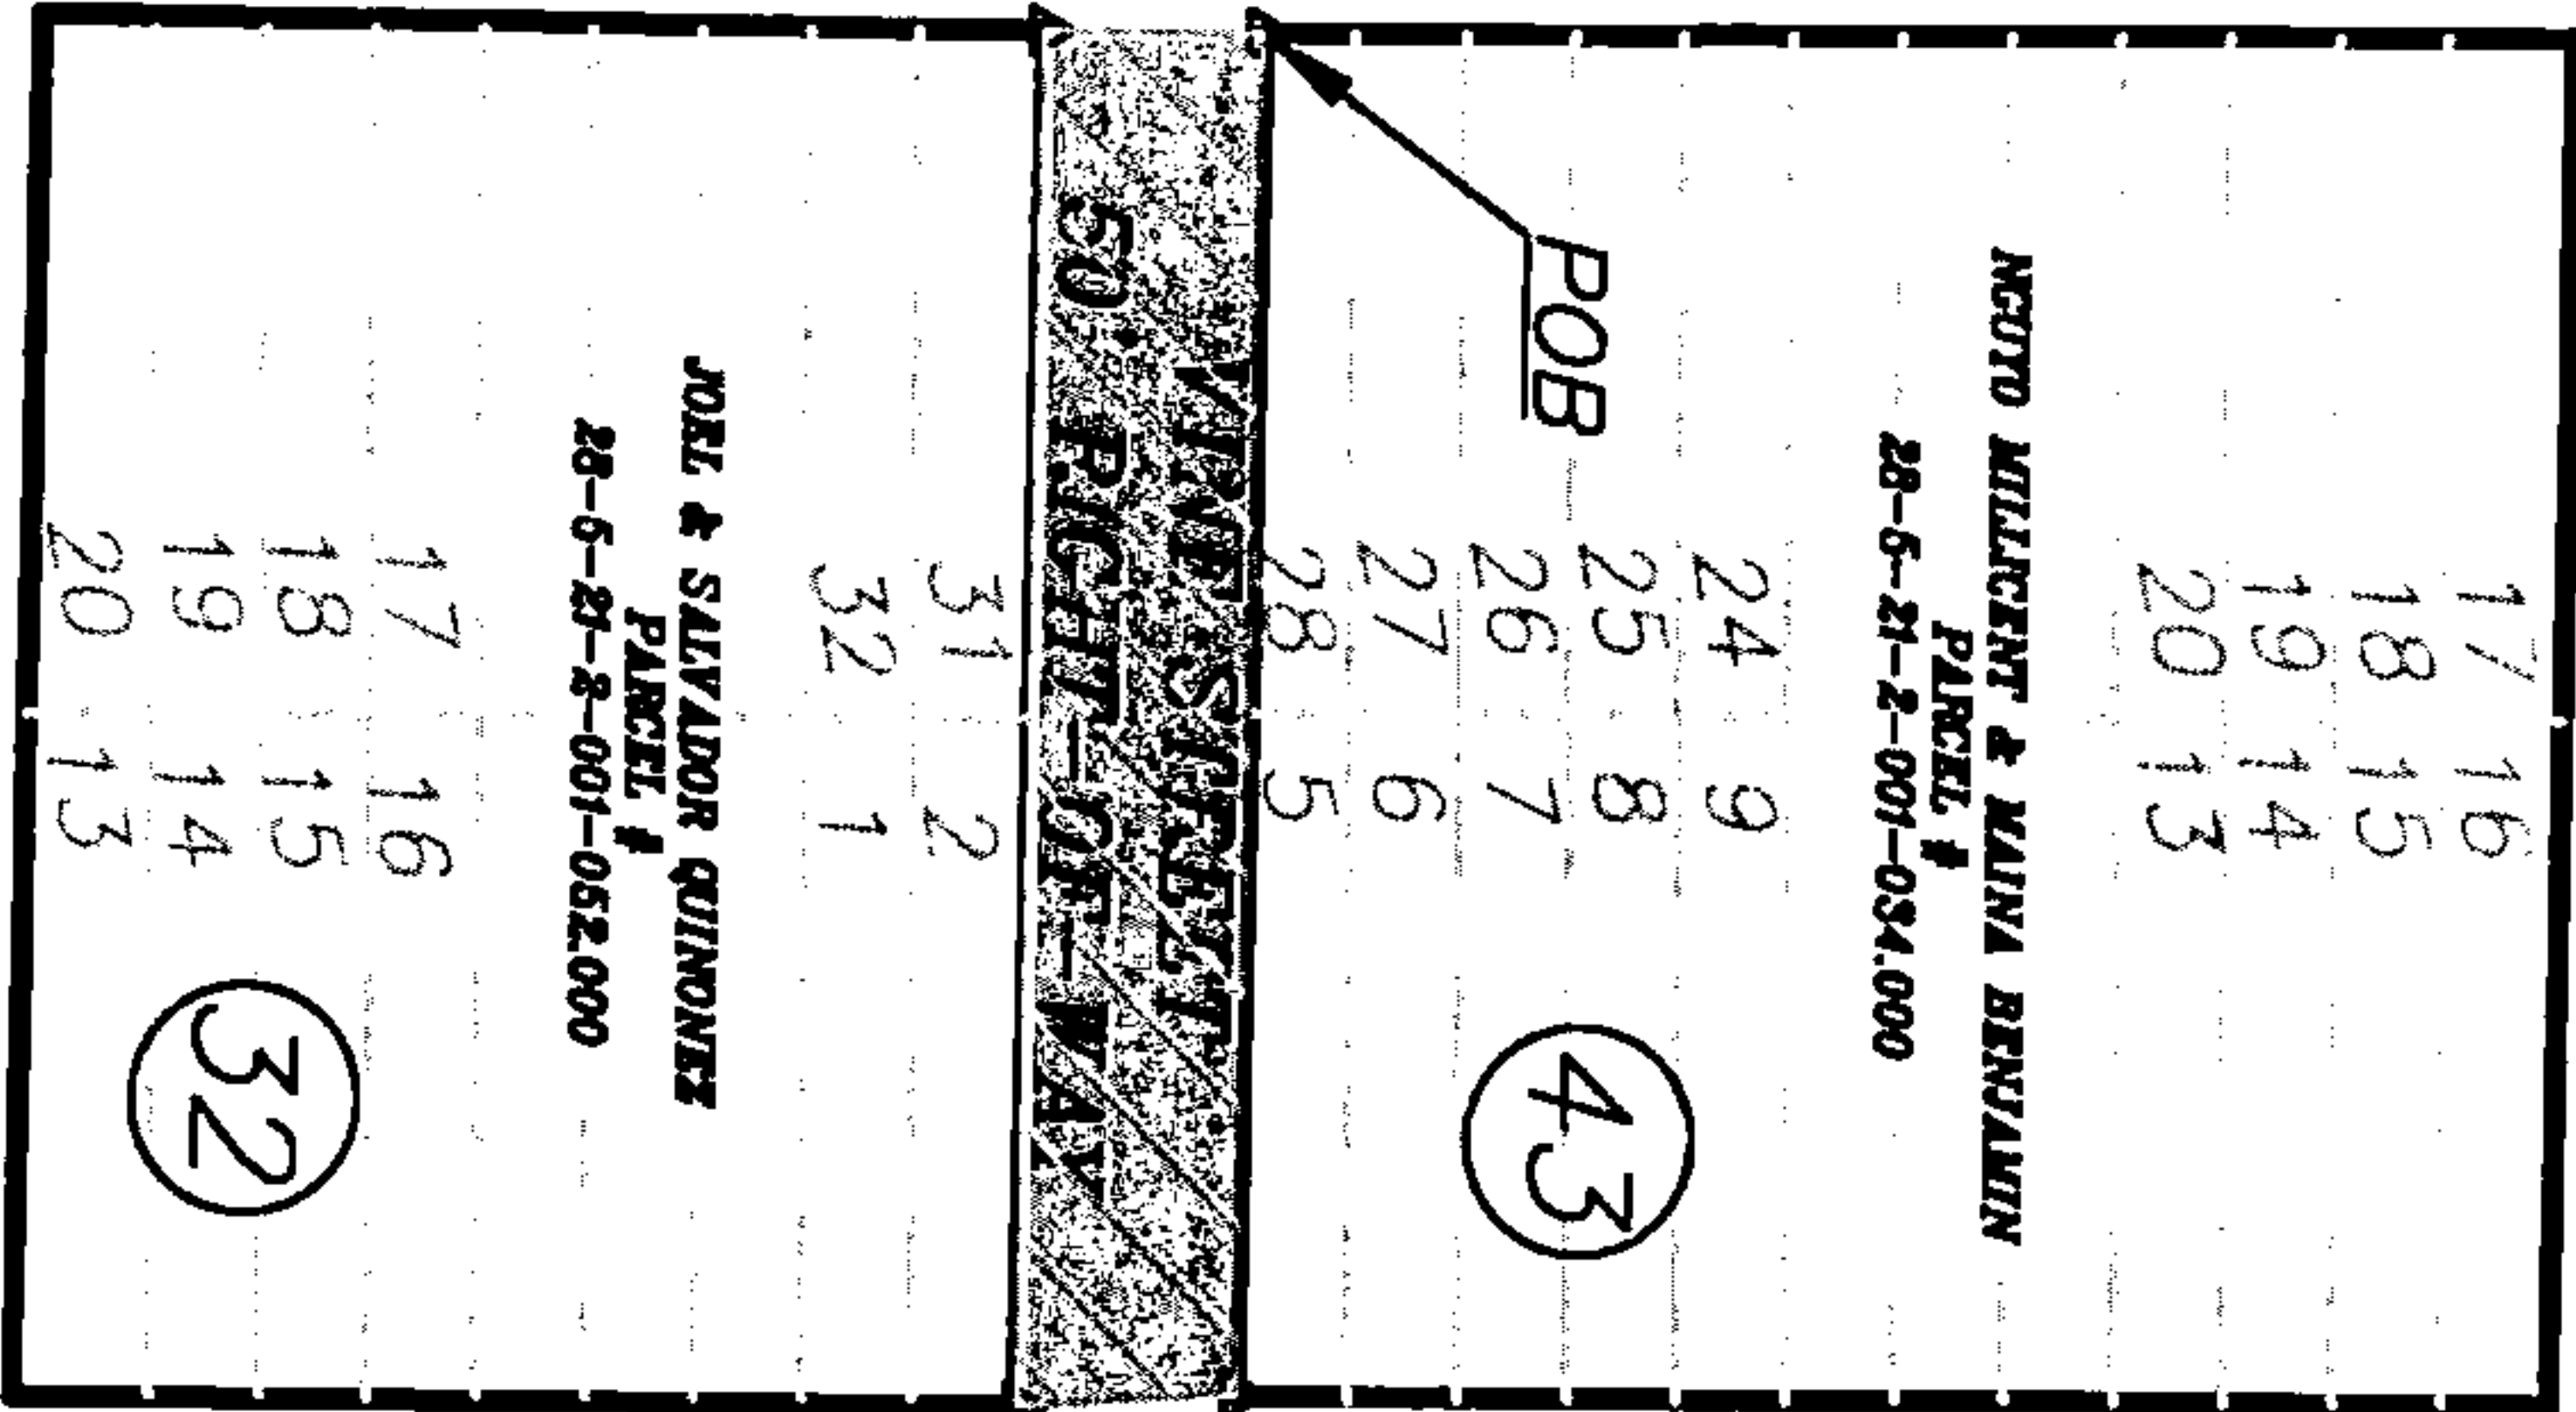 17 16
18 15
19 14
20 13
NGUYO MILLICENT & MAINA BENJAMIN
PARCEL #
28-6-21-2-001-034.000
24 9
25 8
POB
43
26 7
27 6
28 5
VINE STREET
50' RIGHT-OF-WAY
31 2
32 1
JOEL & SALVADOR QUINONEZ
PARCEL #
28-6-21-2-001-052.000
17 16
18 15
32
19 14
20 13